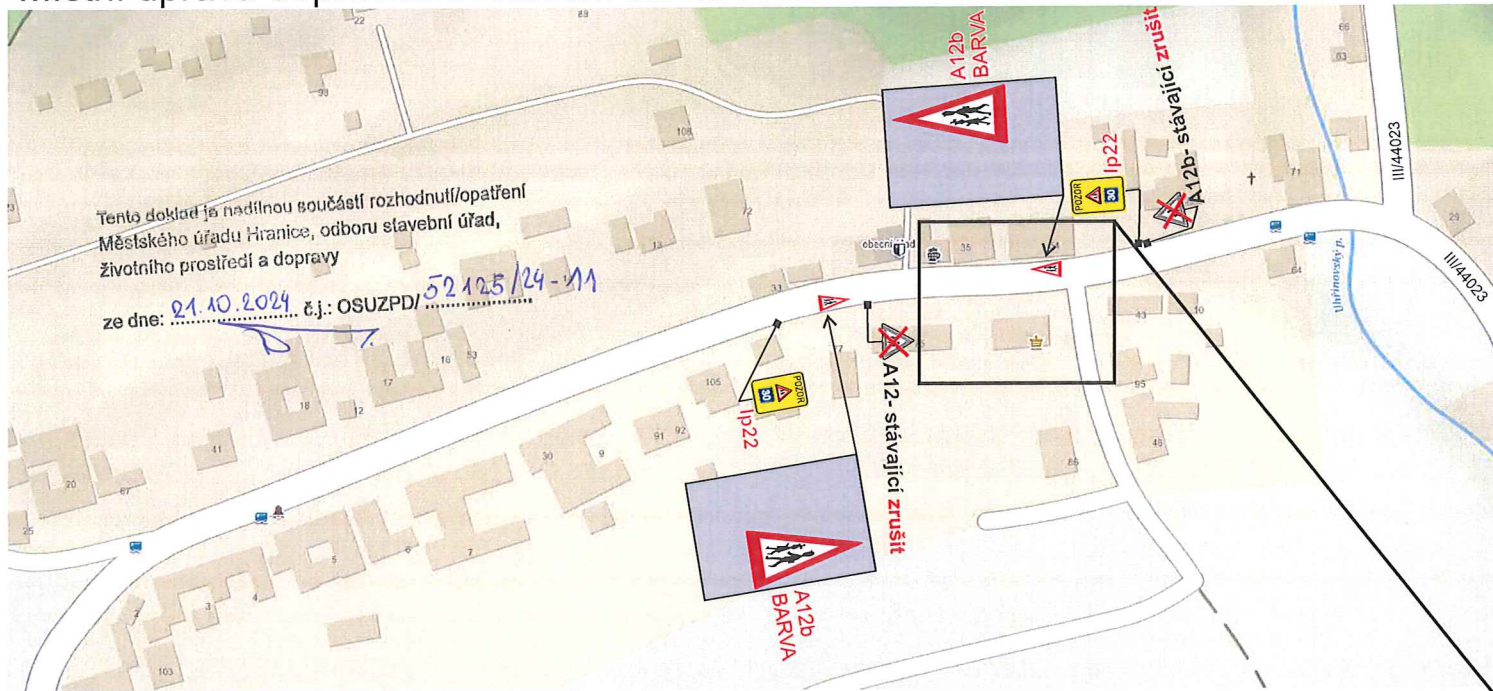 Tento doklad je nedílnou součástí rozhodnutí/opatření
Městského úřadu Hranice, odboru stavební úřad,
životního prostředí a dopravy
ze dne: 21.10.2024 č.j.: OSUZPD/ 52125/24-11
A12b
BARVA
POZOR
30
Ip22
A12b- stávající zrušit
III/44023
III/44023
Uhřínovský p.
obecní úřad
A12- stávající zrušit
POZOR
30
Ip22
A12b
BARVA
22
89
93
108
72
13
31
35
66
63
71
29
64
10
43
95
48
86
105
92
91
9
30
7
6
5
4
3
2
103
16
53
17
18
12
41
67
20
25